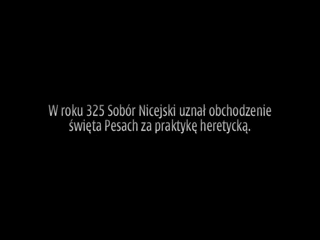 W roku 325 Sobór Nicejski uznał obchodzenie
święta Pesach za praktykę heretycką.